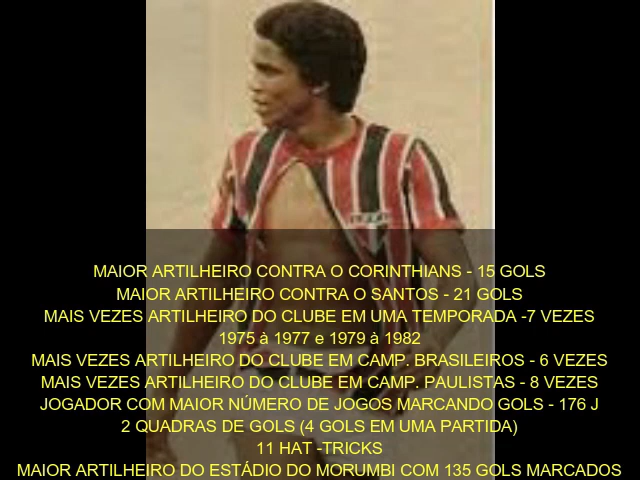 MAIOR ARTILHEIRO CONTRA O CORINTHIANS - 15 GOLS
MAIOR ARTILHEIRO CONTRA O SANTOS - 21 GOLS
MAIS VEZES ARTILHEIRO DO CLUBE EM UMA TEMPORADA -7 VEZES
1975 à 1977 e 1979 à 1982
MAIS VEZES ARTILHEIRO DO CLUBE EM CAMP. BRASILEIROS - 6 VEZES
MAIS VEZES ARTILHEIRO DO CLUBE EM CAMP. PAULISTAS - 8 VEZES
JOGADOR COM MAIOR NÚMERO DE JOGOS MARCANDO GOLS - 176 J
2 QUADRAS DE GOLS (4 GOLS EM UMA PARTIDA)
11 HAT -TRICKS
MAIOR ARTILHEIRO DO ESTÁDIO DO MORUMBI COM 135 GOLS MARCADOS